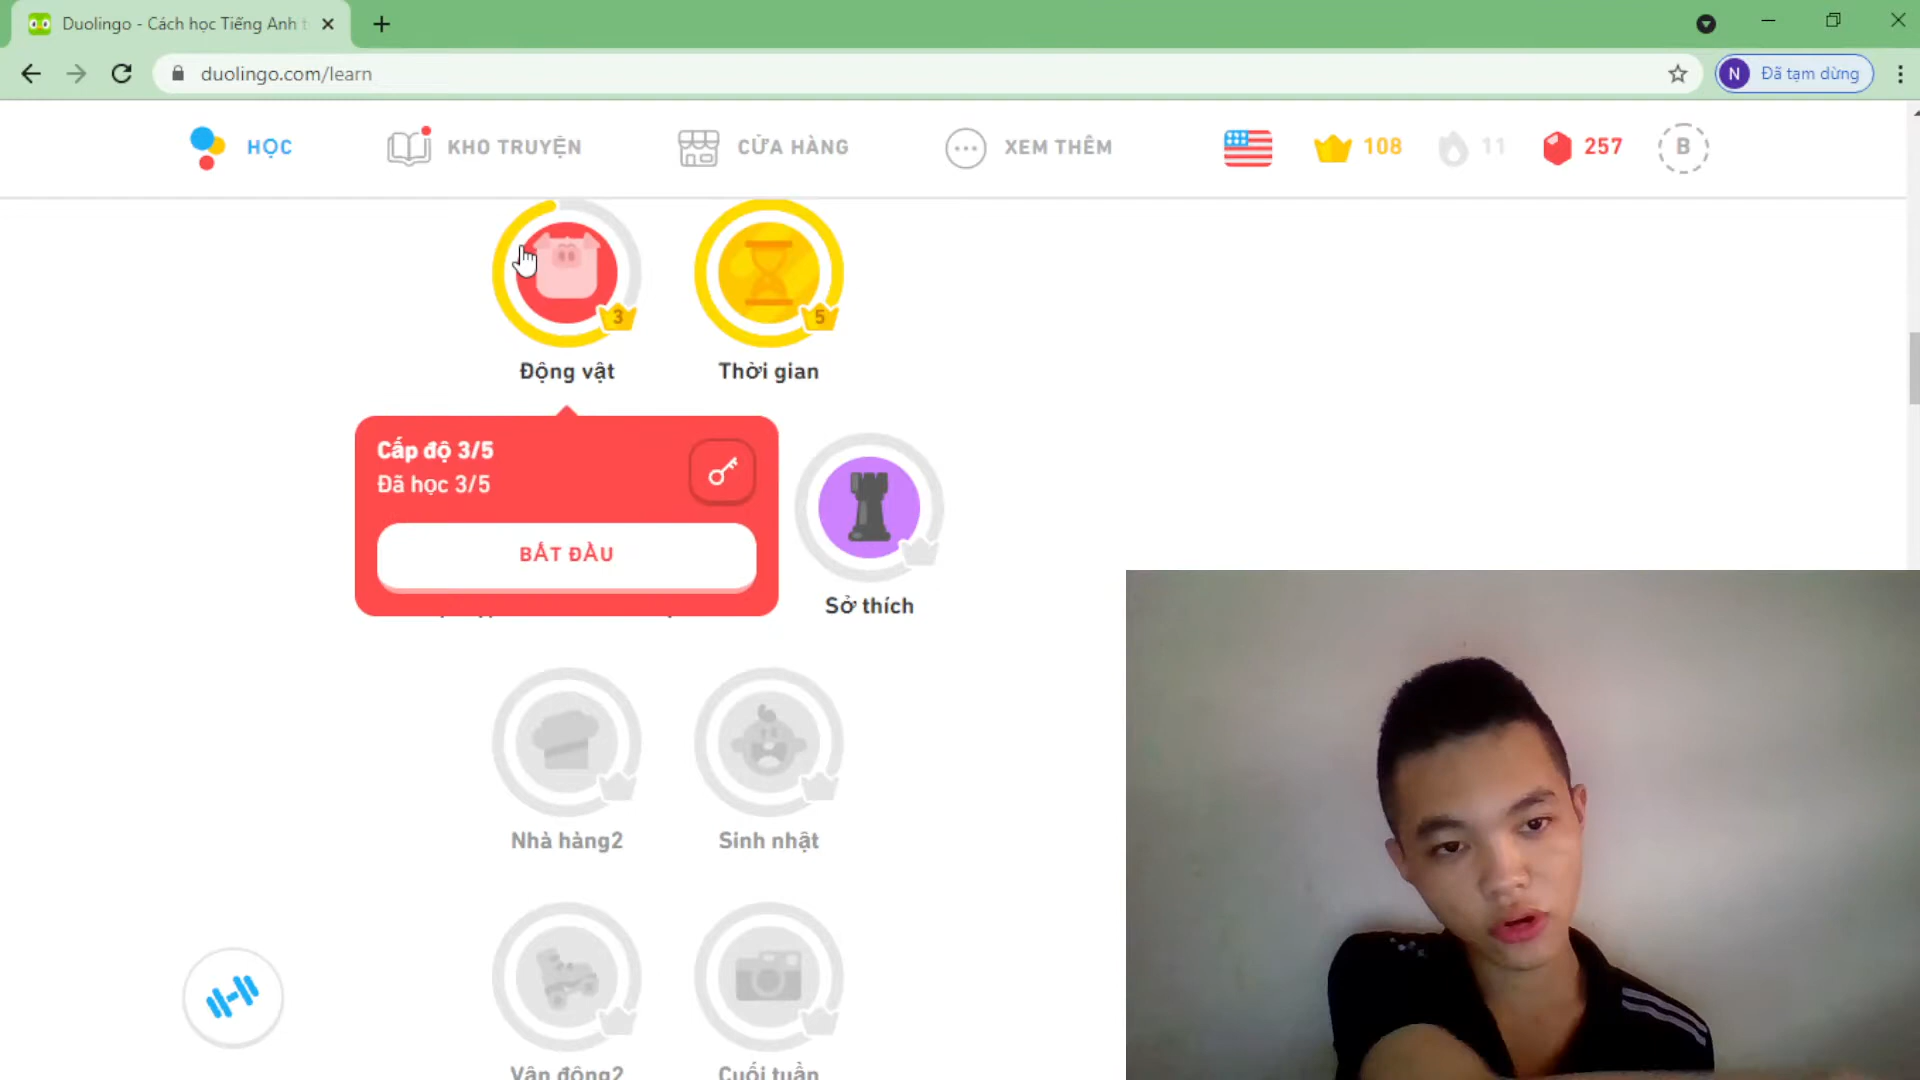 Duolingo - Cách học Tiếng Anh t
duolingo.com/learn
N Đã tạm dừng
HỌC
KHO TRUYỆN
CỬA HÀNG
XEM THÊM
108
11
257
B
3
5
Động vật
Thời gian
Cấp độ 3/5
Đã học 3/5
BẮT ĐẦU
Sở thích
Nhà hàng2
Sinh nhật
Vận động2
Cuối tuần